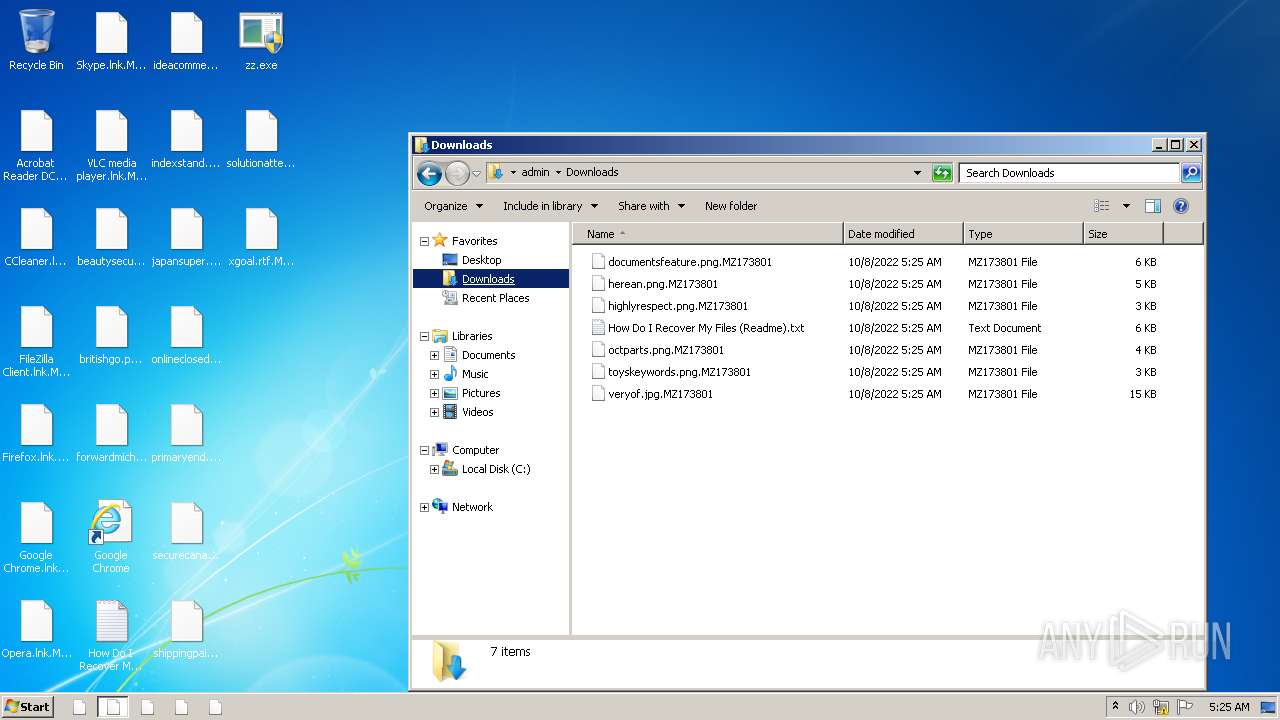 Recycle Bin
Skype.lnk.M...
ideacomme...
zz.exe
Acrobat
Reader DC...
VLC media
player.lnk.M...
indexstand....
solutionatte...
CCleaner.l...
beautysecu...
japansuper....
xgoal.rtf.M...
FileZilla
Client.lnk.M...
britishgo.p...
onlineclosed...
Firefox.lnk....
forwardmich...
primaryend....
Google
Chrome.lnk...
Google
Chrome
securecana...
Opera.lnk.M...
How Do I
Recover M...
shippingpai...
Downloads
admin Downloads
Search Downloads
Organize Include in library Share with New folder
Favorites
Desktop
Downloads
Recent Places
Libraries
Documents
Music
Pictures
Videos
Computer
Local Disk (C:)
Network
Name Date modified Type Size
documentsfeature.png.MZ173801 10/8/2022 5:25 AM MZ173801 File 6 KB
herean.png.MZ173801 10/8/2022 5:25 AM MZ173801 File KB
highlyrespect.png.MZ173801 10/8/2022 5:25 AM MZ173801 File 3 KB
How Do I Recover My Files (Readme).txt 10/8/2022 5:25 AM Text Document KB
octparts.png.MZ173801 10/8/2022 5:25 AM MZ173801 File 4 KB
toyskeywords.png.MZ173801 10/8/2022 5:25 AM MZ173801 File 3 KB
veryof.jpg.MZ173801 10/8/2022 5:25 AM MZ173801 File 15 KB
7 items
ANY RUN
Start
5:25 AM